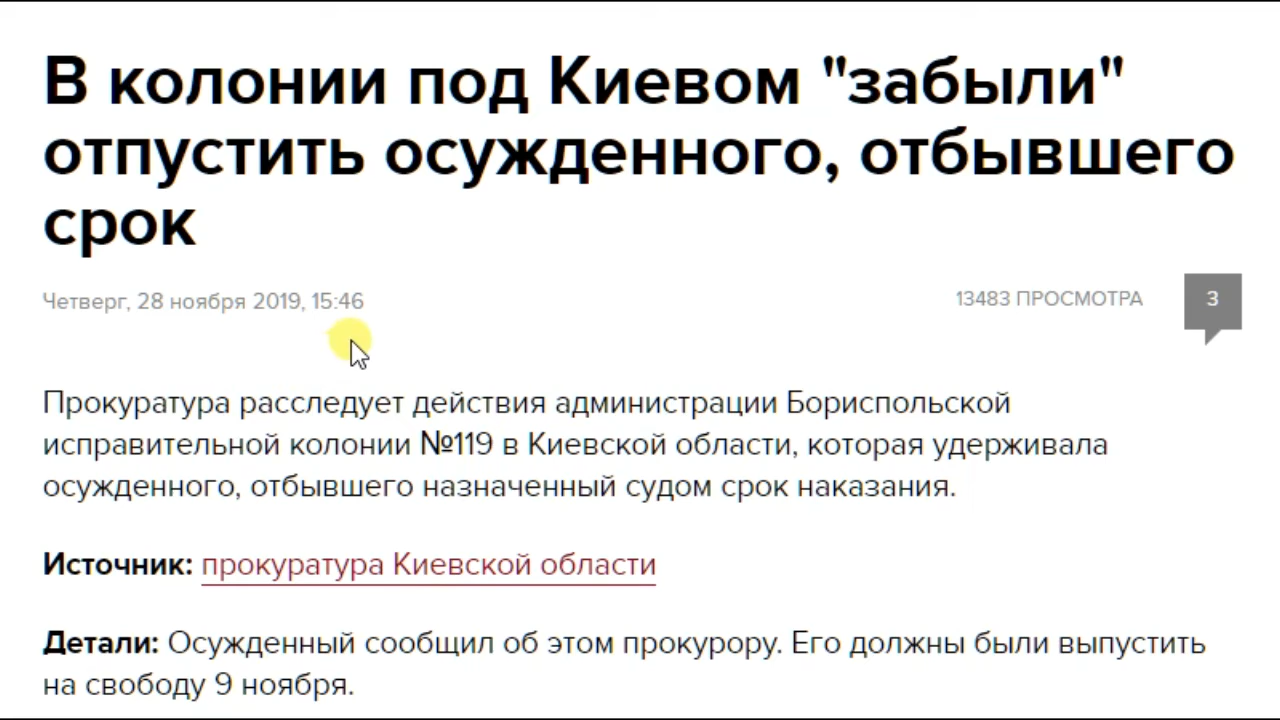 В колонии под Киевом "забыли"
отпустить осужденного, отбывшего
срок
Четверг, 28 ноября 2019, 15:46
13483 ПРОСМОТРА
3
Прокуратура расследует действия администрации Бориспольской
исправительной колонии №119 в Киевской области, которая удерживала
осужденного, отбывшего назначенный судом срок наказания.
Источник: прокуратура Киевской области
Детали: Осужденный сообщил об этом прокурору. Его должны были выпустить
на свободу 9 ноября.